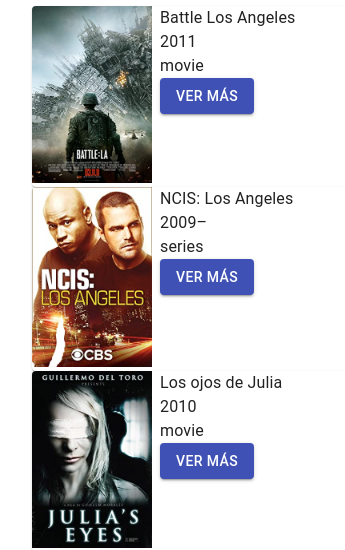 Battle Los Angeles
2011
movie
VER MÁS
BATTLE:LA
NCIS: Los Angeles
2009–
series
VER MÁS
NCIS:
LOS ANGELES
CBS
Los ojos de Julia
2010
movie
VER MÁS
GUILLERMO DEL TORO
PRESENTS
JULIA'S
EYES